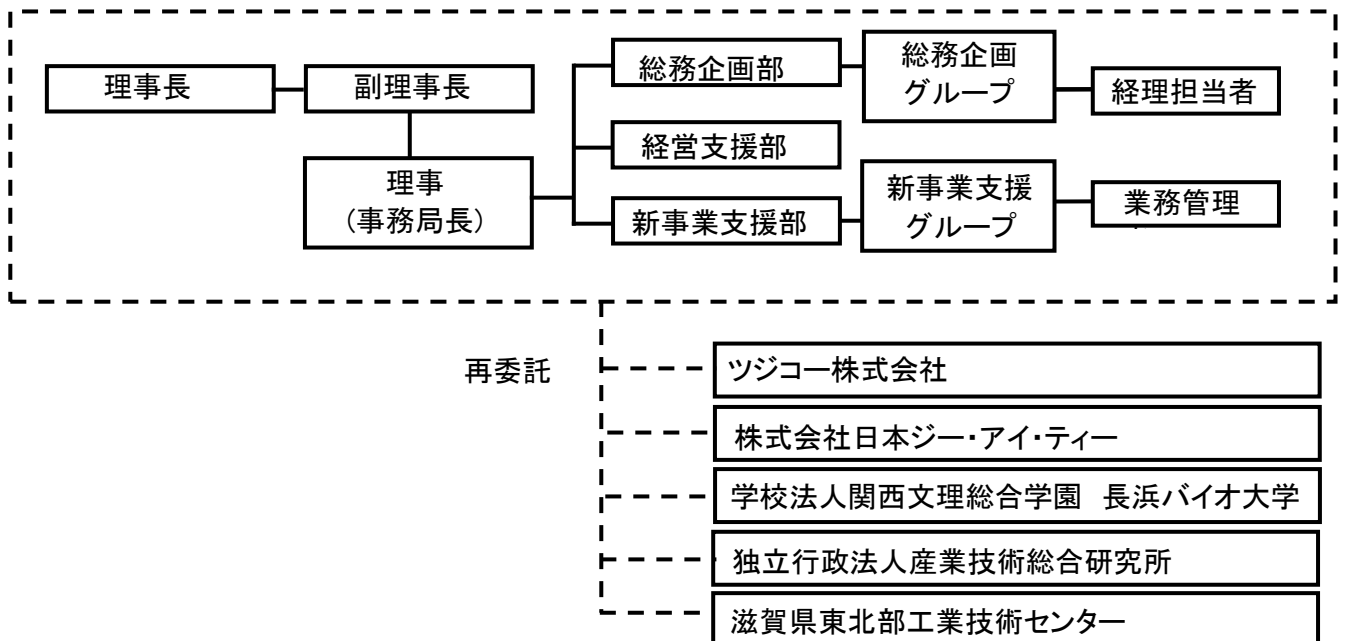 理事長
副理事長
理事
(事務局長)
総務企画部
経営支援部
新事業支援部
総務企画
グループ
新事業支援
グループ
経理担当者
業務管理
再委託
ツジコー株式会社
株式会社日本ジー・アイ・ティー
学校法人関西文理総合学園　長浜バイオ大学
独立行政法人産業技術総合研究所
滋賀県東北部工業技術センター